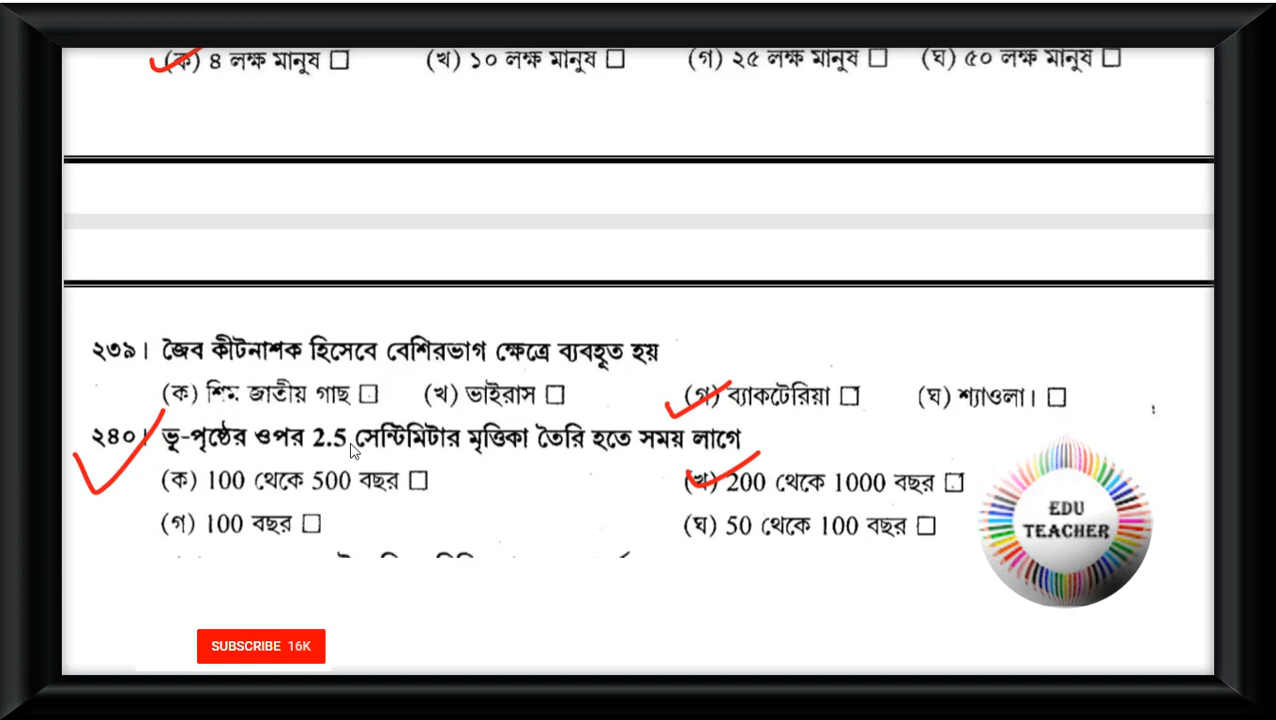 (ক) ৪ লক্ষ মানুষ (খ) ১০ লক্ষ মানুষ (গ) ২৫ লক্ষ মানুষ (ঘ) ৫০ লক্ষ মানুষ
২৩৯। জৈব কীটনাশক হিসেবে বেশিরভাগ ক্ষেত্রে ব্যবহূত হয়
(ক) শিম জাতীয় গাছ (খ) ভাইরাস (গ) ব্যাকটেরিয়া (ঘ) শ্যাওলা।
২৪০। ভূ-পৃষ্ঠের ওপর 2.5 সেন্টিমিটার মৃত্তিকা তৈরি হতে সময় লাগে
(ক) 100 থেকে 500 বছর (খ) 200 থেকে 1000 বছর
(গ) 100 বছর (ঘ) 50 থেকে 100 বছর
EDU
TEACHER
SUBSCRIBE 16K